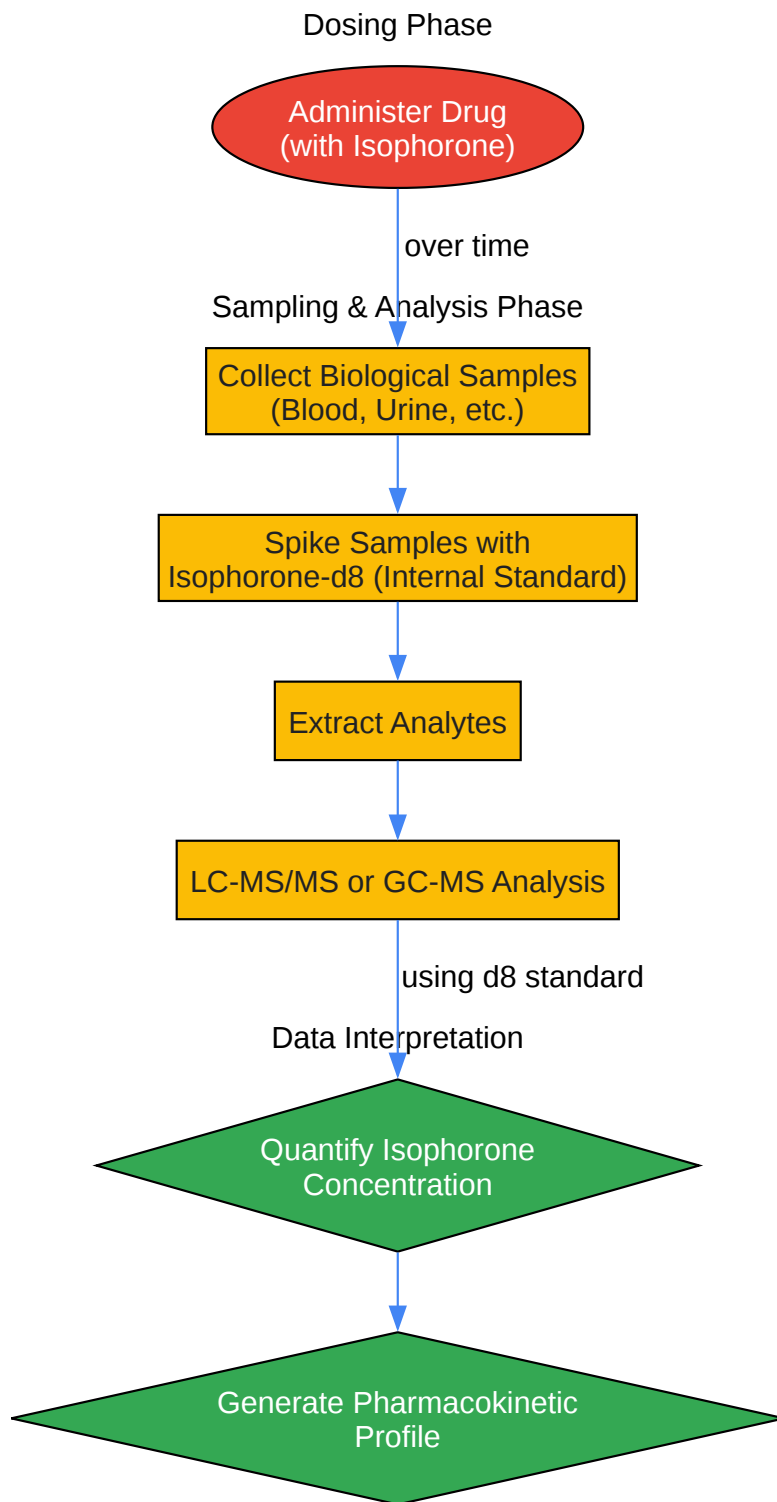 Dosing Phase
Administer Drug
(with Isophorone)
over time
Sampling & Analysis Phase
Collect Biological Samples
(Blood, Urine, etc.)
Spike Samples with
Isophorone-d8 (Internal Standard)
Extract Analytes
LC-MS/MS or GC-MS Analysis
using d8 standard
Data Interpretation
Quantify Isophorone
Concentration
Generate Pharmacokinetic
Profile